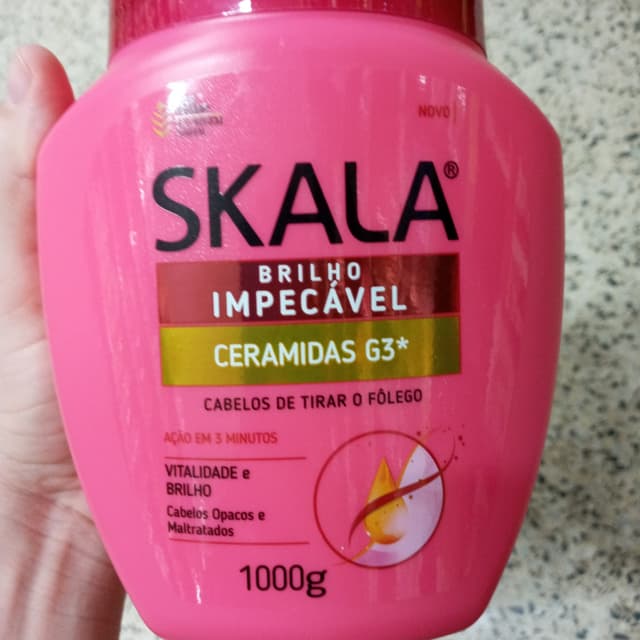 NOVO
SKALA®
BRILHO
IMPECÁVEL
CERAMIDAS G3*
CABELOS DE TIRAR O FÔLEGO
AÇÃO EM 3 MINUTOS
VITALIDADE e
BRILHO
Cabelos Opacos e
Maltratados
1000g